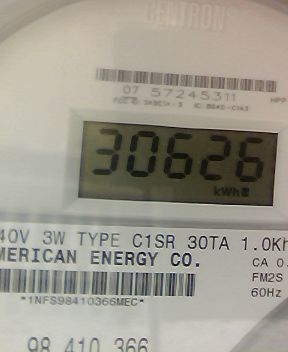 CENTRON®
07 57245311
30626
kWh
40V 3W TYPE C1SR 30TA 1.0Kh
MERICAN ENERGY CO.
CA 0.
FM2S
*1NFS98410366MEC*
60Hz
98 410 366